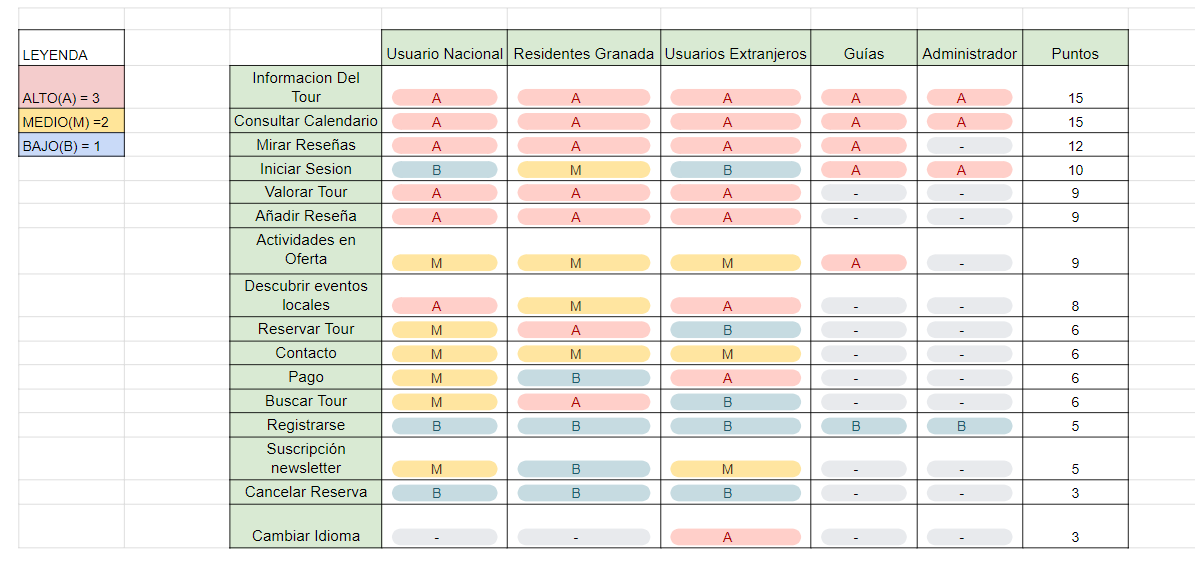 LEYENDA
Usuario Nacional Residentes Granada Usuarios Extranjeros Guías Administrador Puntos
ALTO(A) = 3
Informacion Del
Tour
A A A A A 15
MEDIO(M) =2
Consultar Calendario A A A A A 15
BAJO(B) = 1
Mirar Reseñas A A A A - 12
Iniciar Sesion B M B A A 10
Valorar Tour A A A - - 9
Añadir Reseña A A A - - 9
Actividades en
Oferta
M M M A - 9
Descubrir eventos
locales
A M A - - 8
Reservar Tour M A B - - 6
Contacto M M M - - 6
Pago M B A - - 6
Buscar Tour M A B - - 6
Registrarse B B B B B 5
Suscripción
newsletter
M B M - - 5
Cancelar Reserva B B B - - 3
Cambiar Idioma - - A - - 3